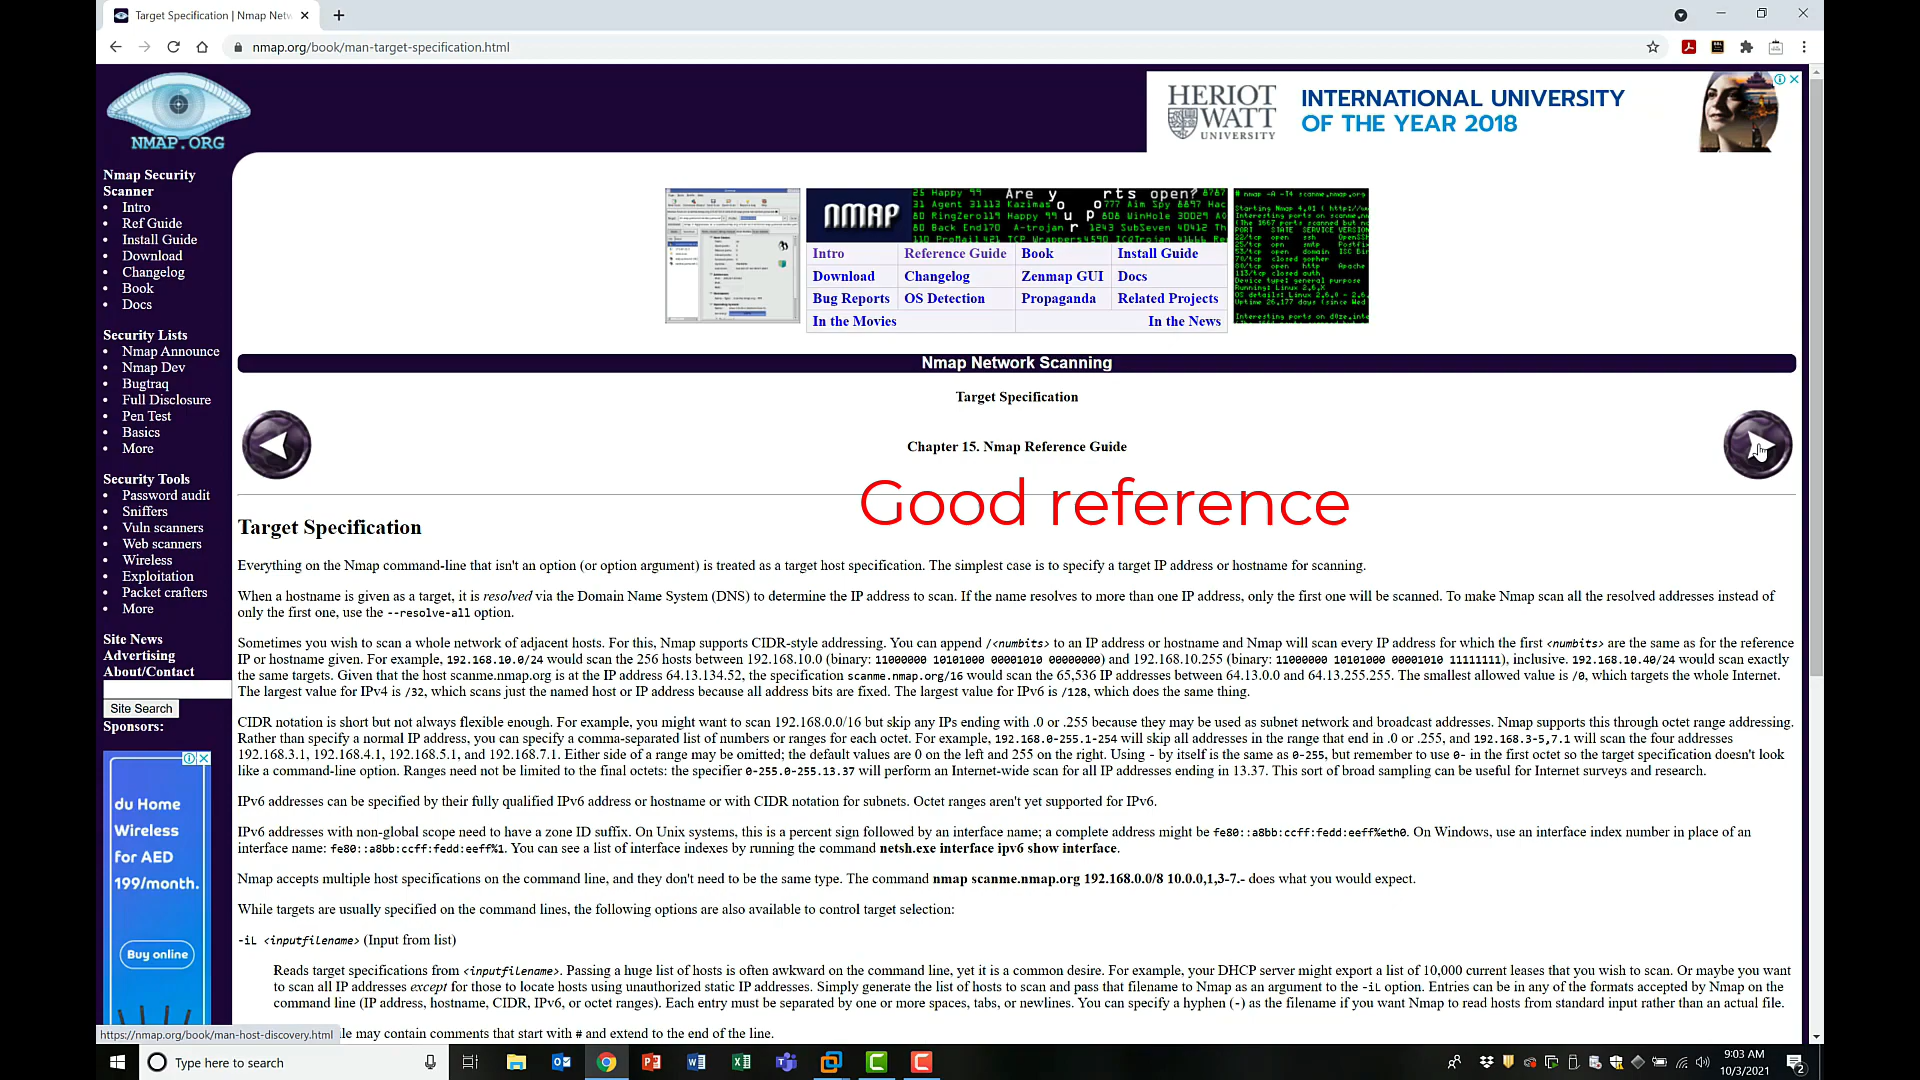 Target Specification | Nmap Netw
nmap.org/book/man-target-specification.html
NMAP.ORG
HERIOT
WATT
UNIVERSITY
INTERNATIONAL UNIVERSITY
OF THE YEAR 2018
Nmap Security
Scanner
• Intro
• Ref Guide
• Install Guide
• Download
• Changelog
• Book
• Docs
Security Lists
• Nmap Announce
• Nmap Dev
• Bugtraq
• Full Disclosure
• Pen Test
• Basics
• More
Security Tools
• Password audit
• Sniffers
• Vuln scanners
• Web scanners
• Wireless
• Exploitation
• Packet crafters
• More
Site News
Advertising
About/Contact
Site Search
Sponsors:
du Home
Wireless
for AED
199/month.
Buy online
NMAP
Intro Reference Guide Book Install Guide
Download Changelog Zenmap GUI Docs
Bug Reports OS Detection Propaganda Related Projects
In the Movies In the News
# nmap -A -T4 scanme.nmap.org
Nmap Network Scanning
Target Specification
Chapter 15. Nmap Reference Guide
Good reference
Target Specification
Everything on the Nmap command-line that isn't an option (or option argument) is treated as a target host specification. The simplest case is to specify a target IP address or hostname for scanning.
When a hostname is given as a target, it is resolved via the Domain Name System (DNS) to determine the IP address to scan. If the name resolves to more than one IP address, only the first one will be scanned. To make Nmap scan all the resolved addresses instead of
only the first one, use the --resolve-all option.
Sometimes you wish to scan a whole network of adjacent hosts. For this, Nmap supports CIDR-style addressing. You can append /<numbits> to an IP address or hostname and Nmap will scan every IP address for which the first <numbits> are the same as for the reference
IP or hostname given. For example, 192.168.10.0/24 would scan the 256 hosts between 192.168.10.0 (binary: 11000000 10101000 00001010 00000000) and 192.168.10.255 (binary: 11000000 10101000 00001010 11111111), inclusive. 192.168.10.40/24 would scan exactly
the same targets. Given that the host scanme.nmap.org is at the IP address 64.13.134.52, the specification scanme.nmap.org/16 would scan the 65,536 IP addresses between 64.13.0.0 and 64.13.255.255. The smallest allowed value is /0, which targets the whole Internet.
The largest value for IPv4 is /32, which scans just the named host or IP address because all address bits are fixed. The largest value for IPv6 is /128, which does the same thing.
CIDR notation is short but not always flexible enough. For example, you might want to scan 192.168.0.0/16 but skip any IPs ending with .0 or .255 because they may be used as subnet network and broadcast addresses. Nmap supports this through octet range addressing.
Rather than specify a normal IP address, you can specify a comma-separated list of numbers or ranges for each octet. For example, 192.168.0-255.1-254 will skip all addresses in the range that end in .0 or .255, and 192.168.3-5,7.1 will scan the four addresses
192.168.3.1, 192.168.4.1, 192.168.5.1, and 192.168.7.1. Either side of a range may be omitted; the default values are 0 on the left and 255 on the right. Using - by itself is the same as 0-255, but remember to use 0- in the first octet so the target specification doesn't look
like a command-line option. Ranges need not be limited to the final octets: the specifier 0-255.0-255.13.37 will perform an Internet-wide scan for all IP addresses ending in 13.37. This sort of broad sampling can be useful for Internet surveys and research.
IPv6 addresses can be specified by their fully qualified IPv6 address or hostname or with CIDR notation for subnets. Octet ranges aren't yet supported for IPv6.
IPv6 addresses with non-global scope need to have a zone ID suffix. On Unix systems, this is a percent sign followed by an interface name; a complete address might be fe80::a8bb:ccff:fedd:eeff%eth0. On Windows, use an interface index number in place of an
interface name: fe80::a8bb:ccff:fedd:eeff%1. You can see a list of interface indexes by running the command netsh.exe interface ipv6 show interface.
Nmap accepts multiple host specifications on the command line, and they don't need to be the same type. The command nmap scanme.nmap.org 192.168.0.0/8 10.0.0,1,3-7.- does what you would expect.
While targets are usually specified on the command lines, the following options are also available to control target selection:
-iL <inputfilename> (Input from list)
Reads target specifications from <inputfilename>. Passing a huge list of hosts is often awkward on the command line, yet it is a common desire. For example, your DHCP server might export a list of 10,000 current leases that you wish to scan. Or maybe you want
to scan all IP addresses except for those to locate hosts using unauthorized static IP addresses. Simply generate the list of hosts to scan and pass that filename to Nmap as an argument to the -iL option. Entries can be in any of the formats accepted by Nmap on the
command line (IP address, hostname, CIDR, IPv6, or octet ranges). Each entry must be separated by one or more spaces, tabs, or newlines. You can specify a hyphen (-) as the filename if you want Nmap to read hosts from standard input rather than an actual file.
le may contain comments that start with # and extend to the end of the line.
https://nmap.org/book/man-host-discovery.html
Type here to search
9:03 AM
10/3/2021
2